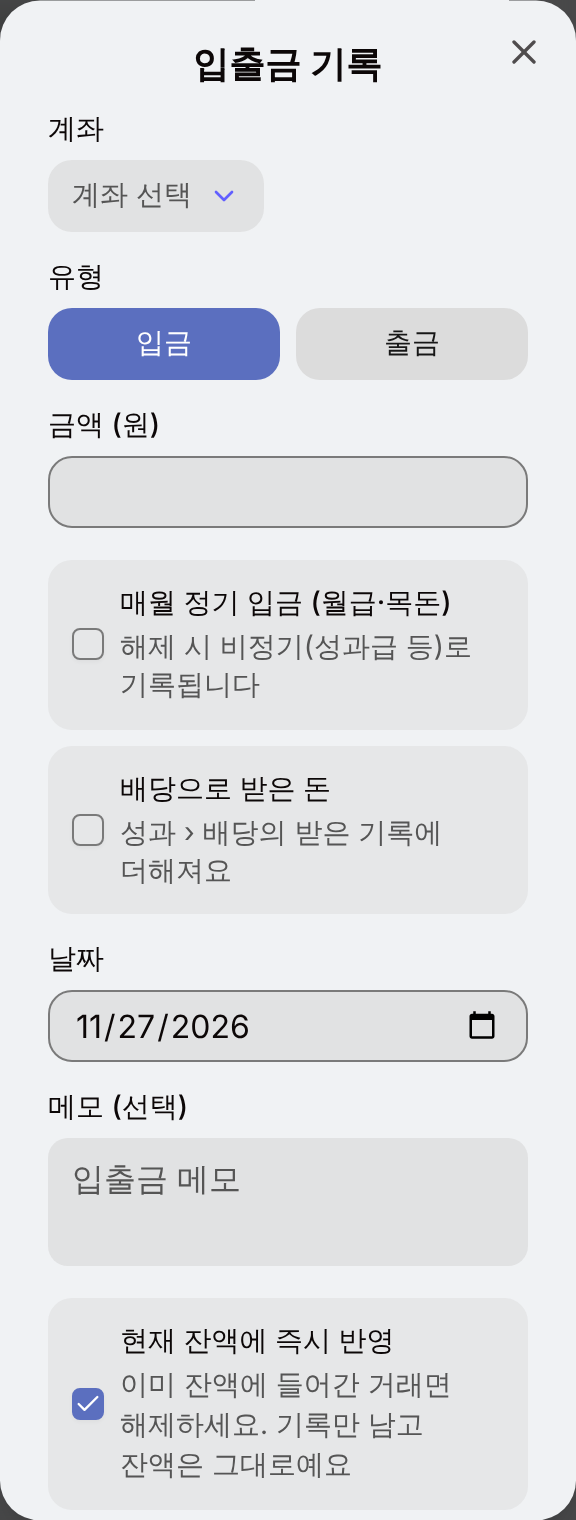 입출금 기록
계좌
계좌 선택
유형
입금
출금
금액 (원)
매월 정기 입금 (월급·목돈)
해제 시 비정기(성과급 등)로
기록됩니다
배당으로 받은 돈
성과 › 배당의 받은 기록에
더해져요
날짜
11/27/2026
메모 (선택)
입출금 메모
현재 잔액에 즉시 반영
이미 잔액에 들어간 거래면
해제하세요. 기록만 남고
잔액은 그대로예요